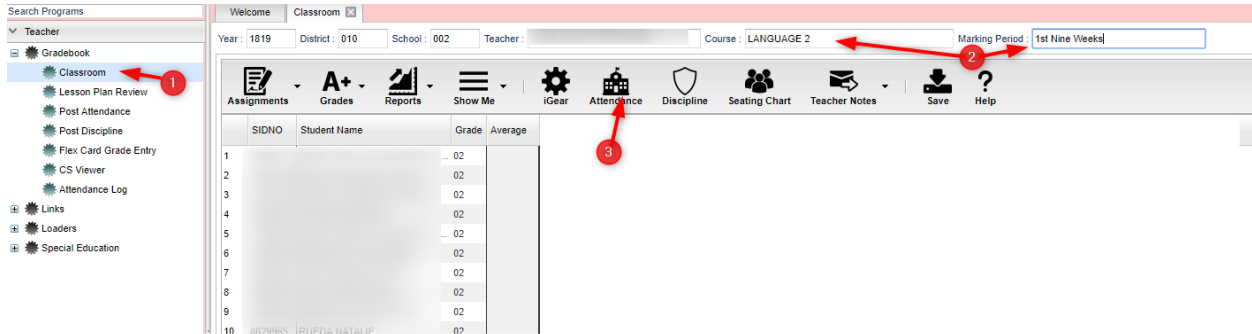 Search Programs
Welcome Classroom
Teacher
Year : 1819 District : 010 School : 002 Teacher : Course : LANGUAGE 2 Marking Period : 1st Nine Weeks
Gradebook
Classroom
Lesson Plan Review
Post Attendance
Post Discipline
Flex Card Grade Entry
CS Viewer
Attendance Log
Links
Loaders
Special Education
1
2
A+
Assignments Grades Reports Show Me iGear Attendance Discipline Seating Chart Teacher Notes Save Help
3
SIDNO Student Name Grade Average
1 .. 02
2 02
3 02
4 02
5 .. 02
6 02
7 02
8 02
9 02
10 8029965 RUEDA NATALIE 02